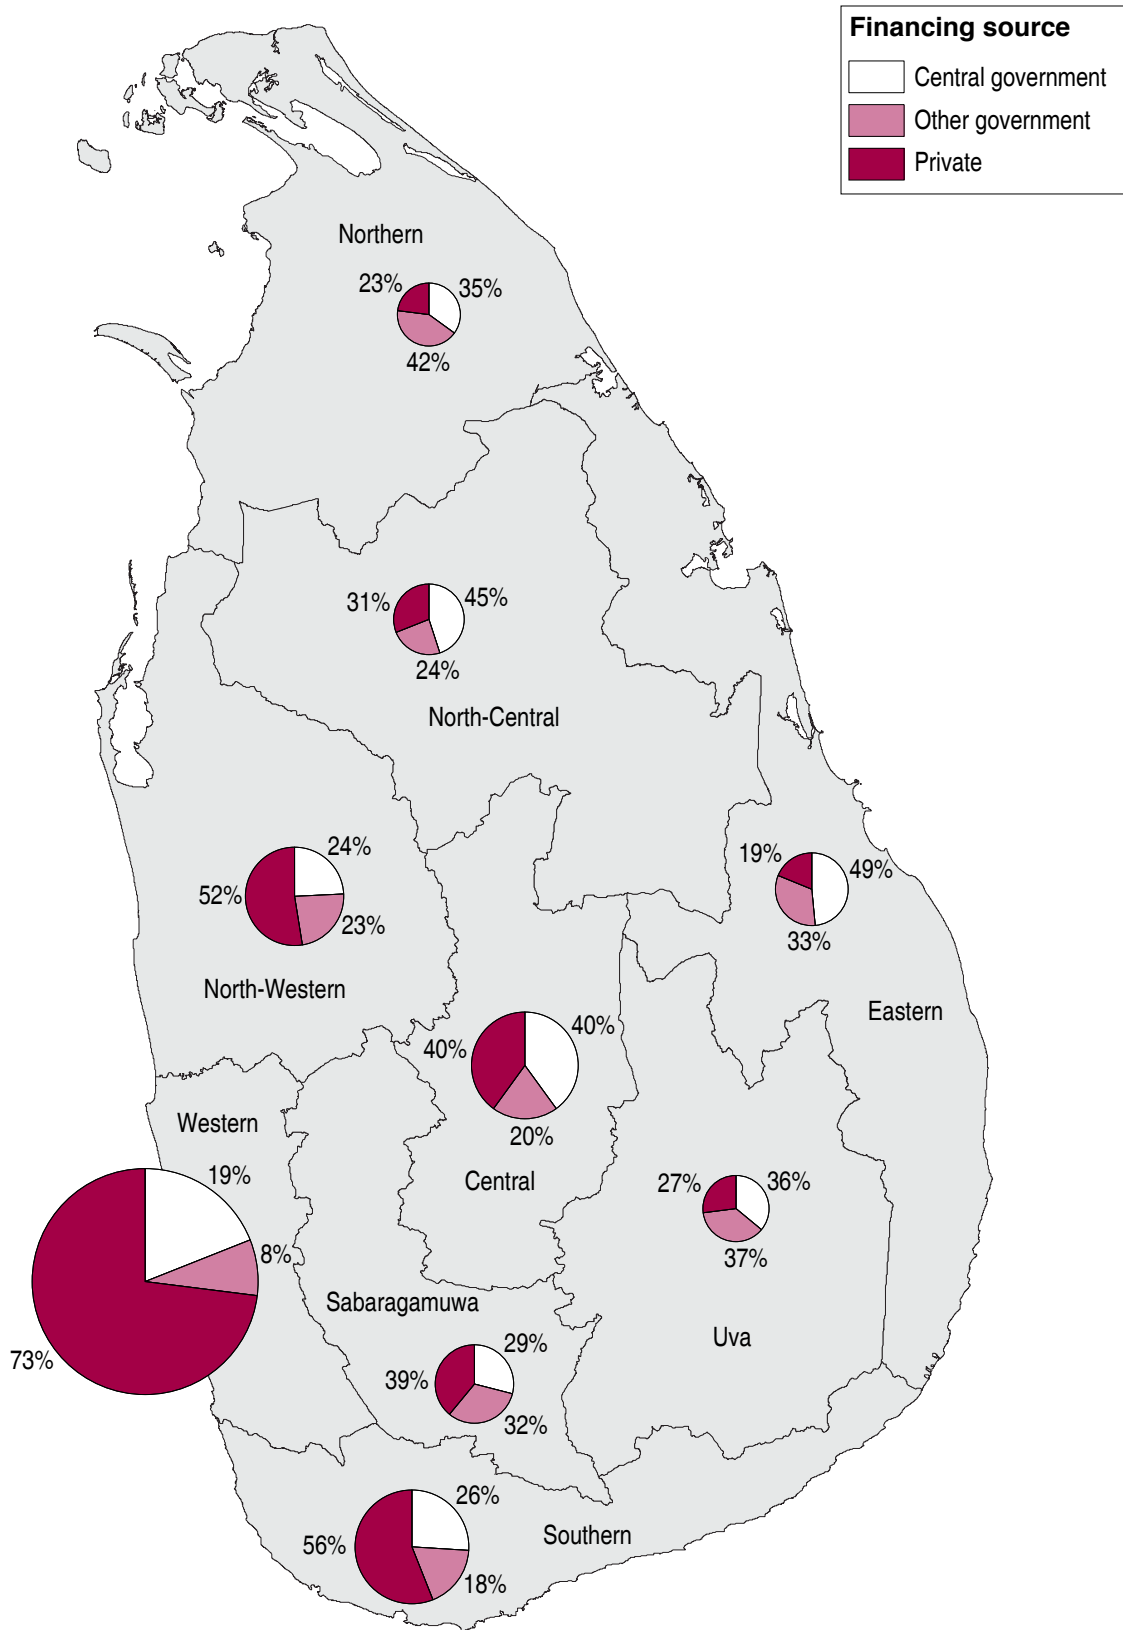 Financing source
Central government
Other government
Private
Northern
23%
35%
42%
31%
45%
24%
North-Central
24%
52%
23%
North-Western
19%
49%
33%
Eastern
40%
40%
20%
Central
Western
19%
8%
73%
27%
36%
37%
Uva
Sabaragamuwa
29%
39%
32%
26%
56%
18%
Southern